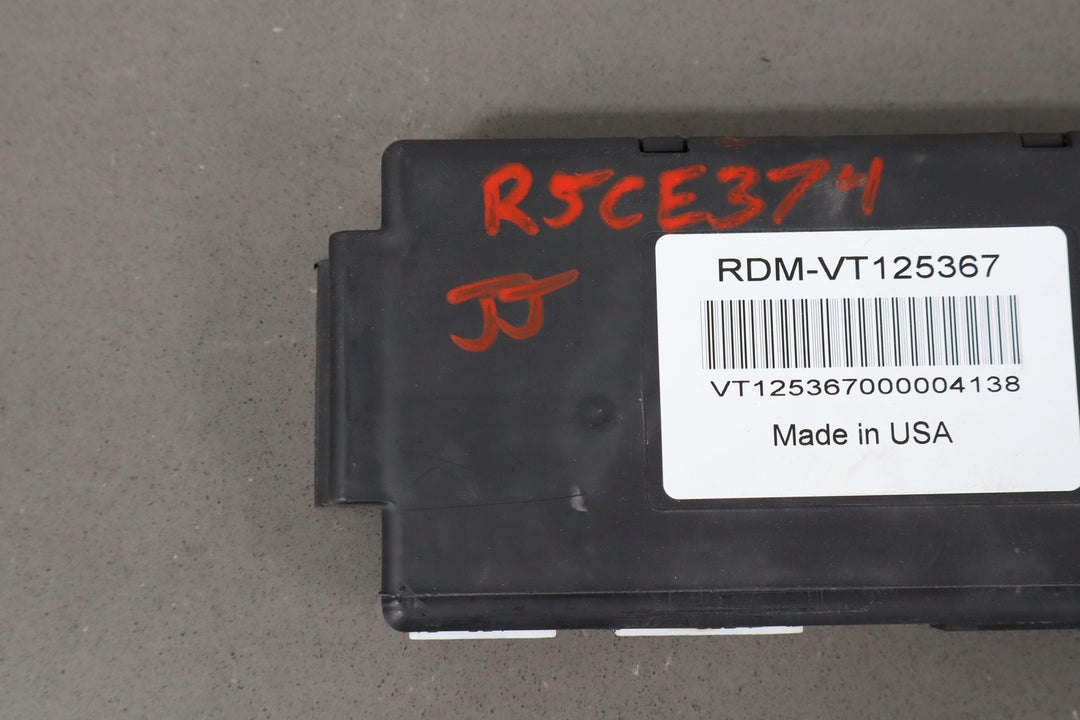 R5CE374
JJ
RDM-VT125367
VT125367000004138
Made in USA